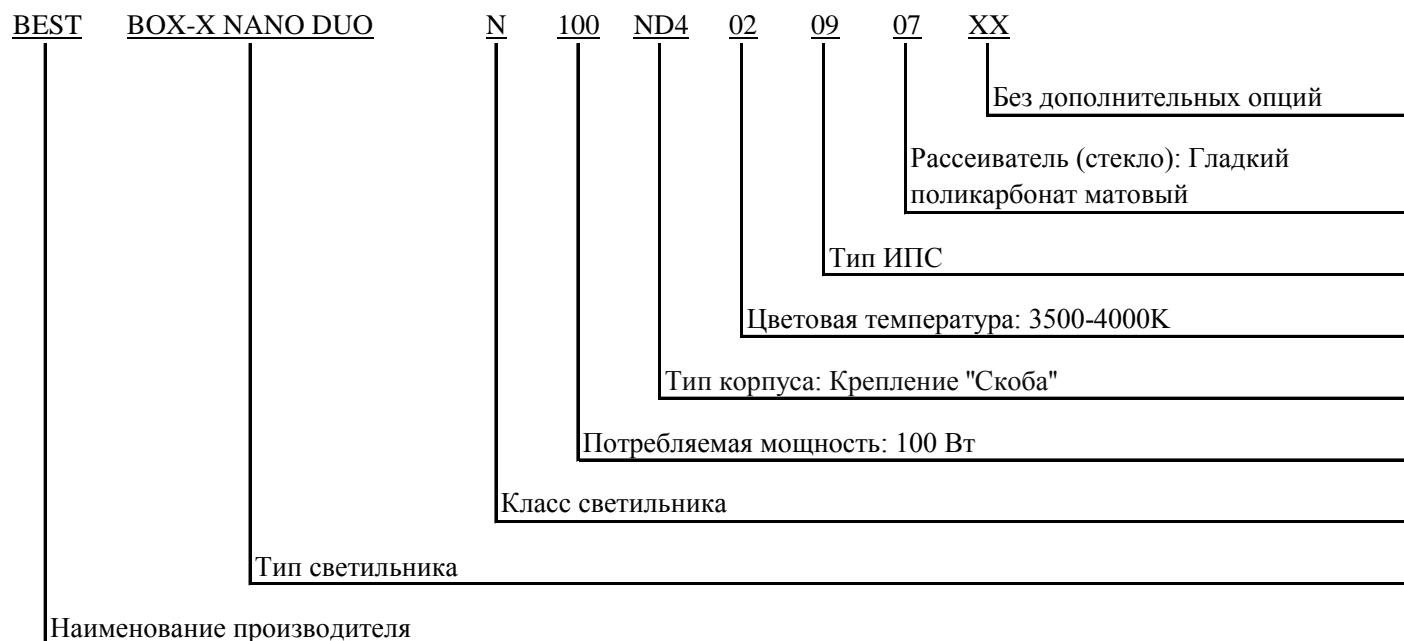 BEST BOX-X NANO DUO N 100 ND4 02 09 07 XX
Без дополнительных опций
Рассеиватель (стекло): Гладкий
поликарбонат матовый
Тип ИПС
Цветовая температура: 3500-4000К
Тип корпуса: Крепление "Скоба"
Потребляемая мощность: 100 Вт
Класс светильника
Тип светильника
Наименование производителя